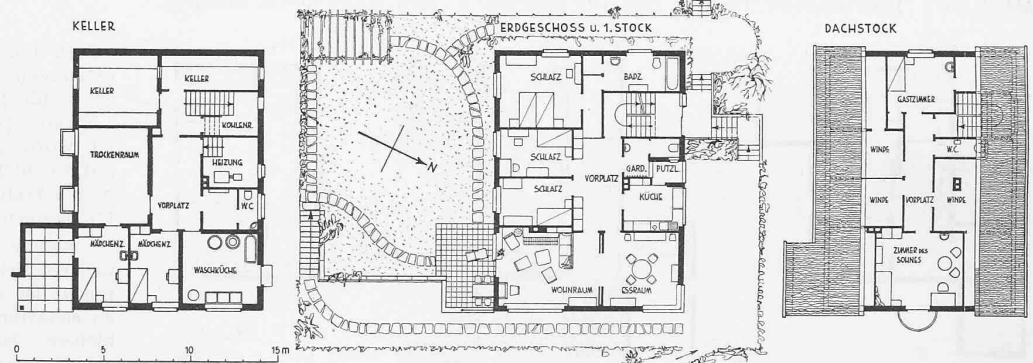 KELLER
KELLER
KELLER
KOHLENR.
TROCKENRAUM
HEIZUNG
W.C.
VORPLATZ
MÄDCHENZ.
MÄDCHENZ
WASCHKÜCHE
0 5 10 15 m
ERDGESCHOSS u. 1. STOCK
SCHLAFZ
BADZ.
SCHLAFZ
GARD.
PUTZL.
VORPLATZ
SCHLAFZ
KÜCHE
WOHNRAUM
ESSRAUM
N
DACHSTOCK
GASTZIMMER
WINDE
W.C.
WINDE
VORPLATZ
WINDE
ZIMMER DES
SOHNES